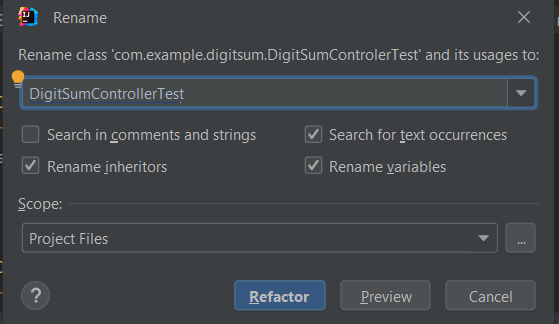 Rename
Rename class 'com.example.digitsum.DigitSumControlerTest' and its usages to:
DigitSumControllerTest
Search in comments and strings
Search for text occurrences
Rename inheritors
Rename variables
Scope:
Project Files
...
?
Refactor
Preview
Cancel